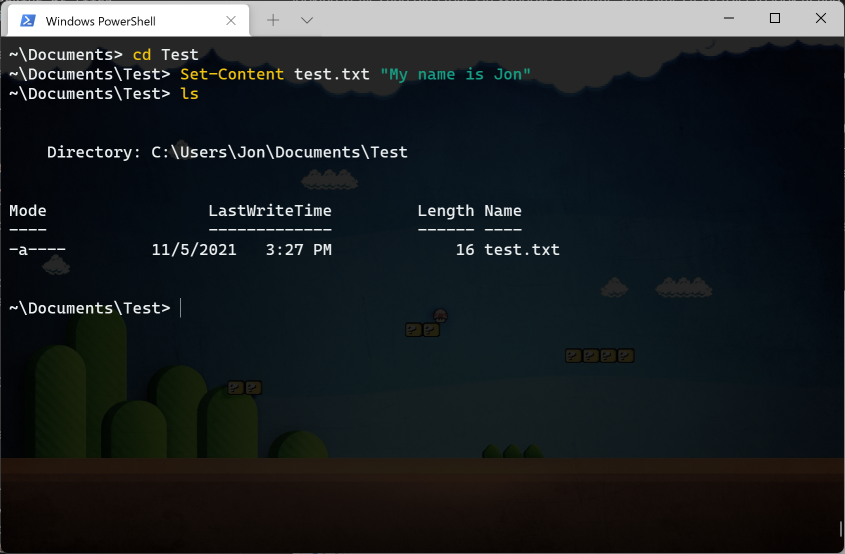 Windows PowerShell
~\Documents> cd Test
~\Documents\Test> Set-Content test.txt "My name is Jon"
~\Documents\Test> ls
Directory: C:\Users\Jon\Documents\Test
Mode LastWriteTime Length Name
---- ------------- ------ ----
-a---- 11/5/2021 3:27 PM 16 test.txt
~\Documents\Test>